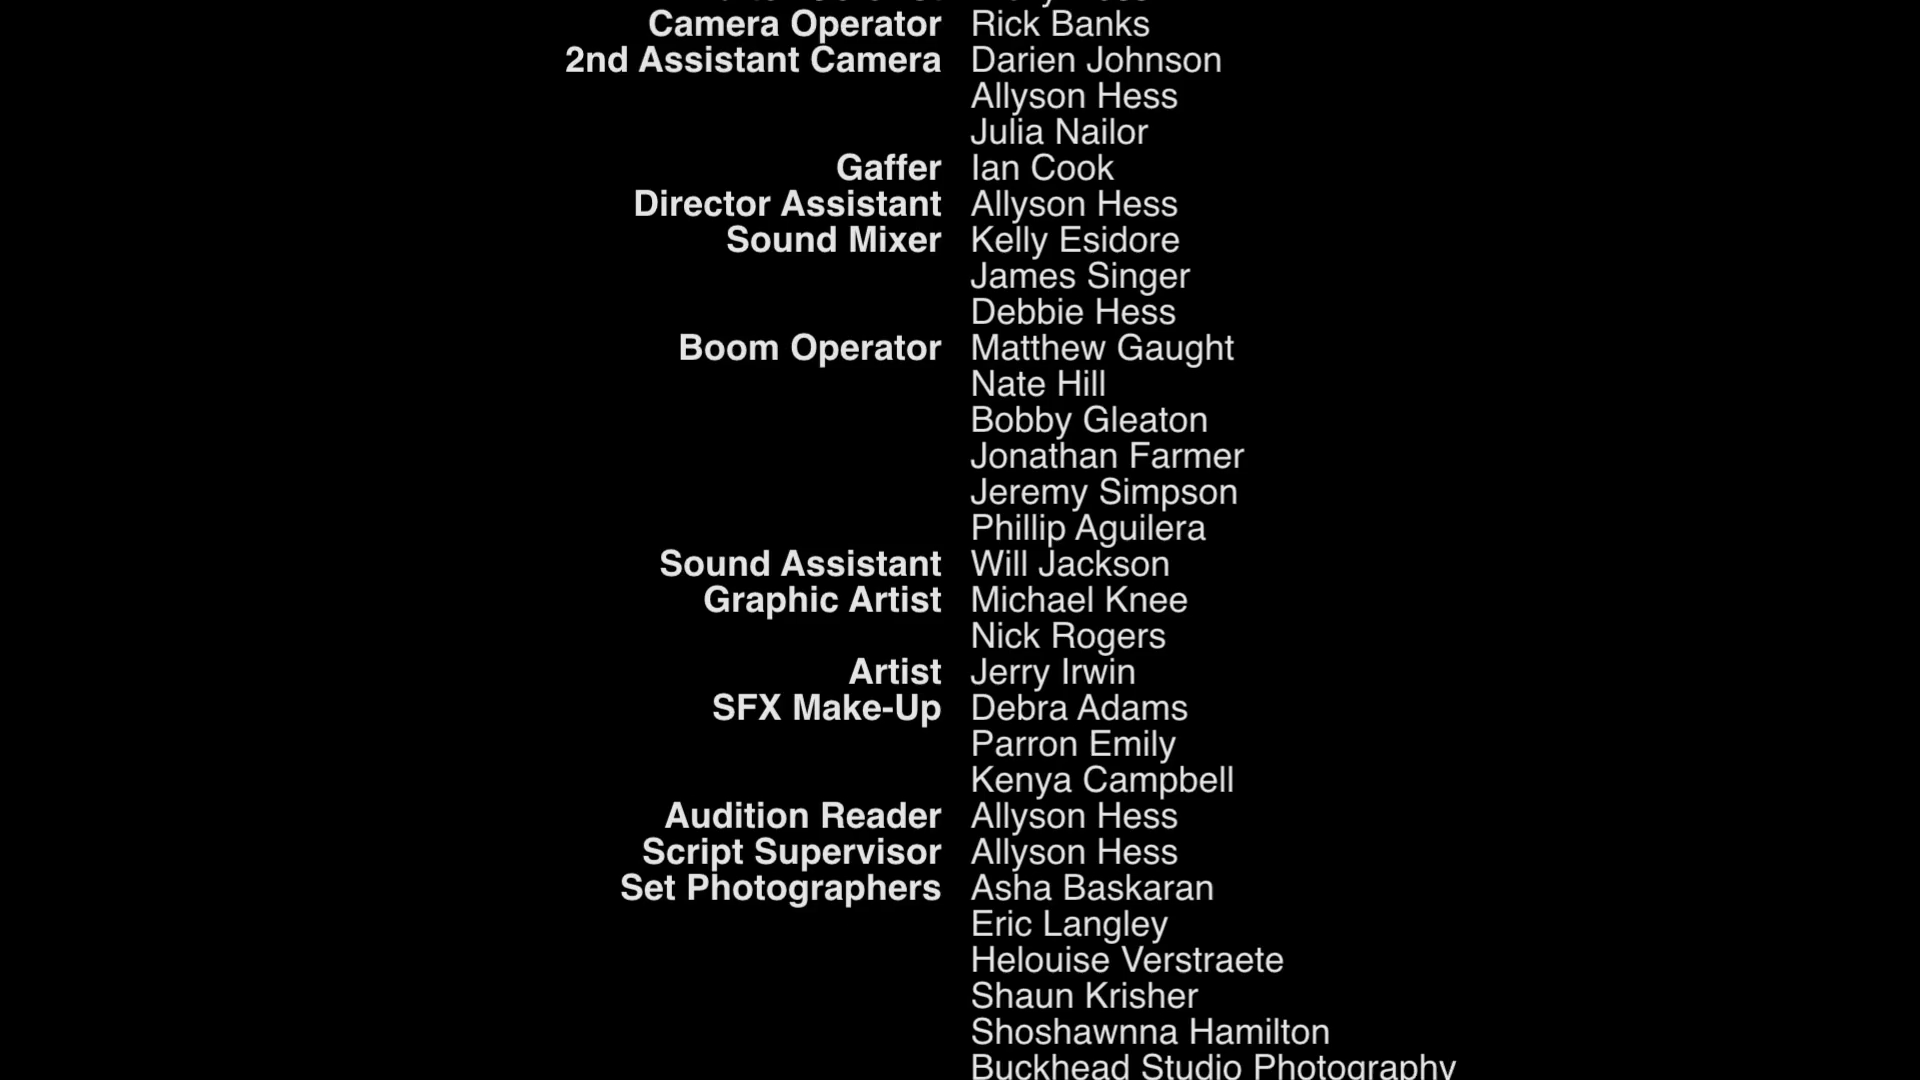 Camera Operator Rick Banks
2nd Assistant Camera Darien Johnson
Allyson Hess
Julia Nailor
Gaffer Ian Cook
Director Assistant Allyson Hess
Sound Mixer Kelly Esidore
James Singer
Debbie Hess
Boom Operator Matthew Gaught
Nate Hill
Bobby Gleaton
Jonathan Farmer
Jeremy Simpson
Phillip Aguilera
Sound Assistant Will Jackson
Graphic Artist Michael Knee
Nick Rogers
Artist Jerry Irwin
SFX Make-Up Debra Adams
Parron Emily
Kenya Campbell
Audition Reader Allyson Hess
Script Supervisor Allyson Hess
Set Photographers Asha Baskaran
Eric Langley
Helouise Verstraete
Shaun Krisher
Shoshawnna Hamilton
Buckhead Studio Photography